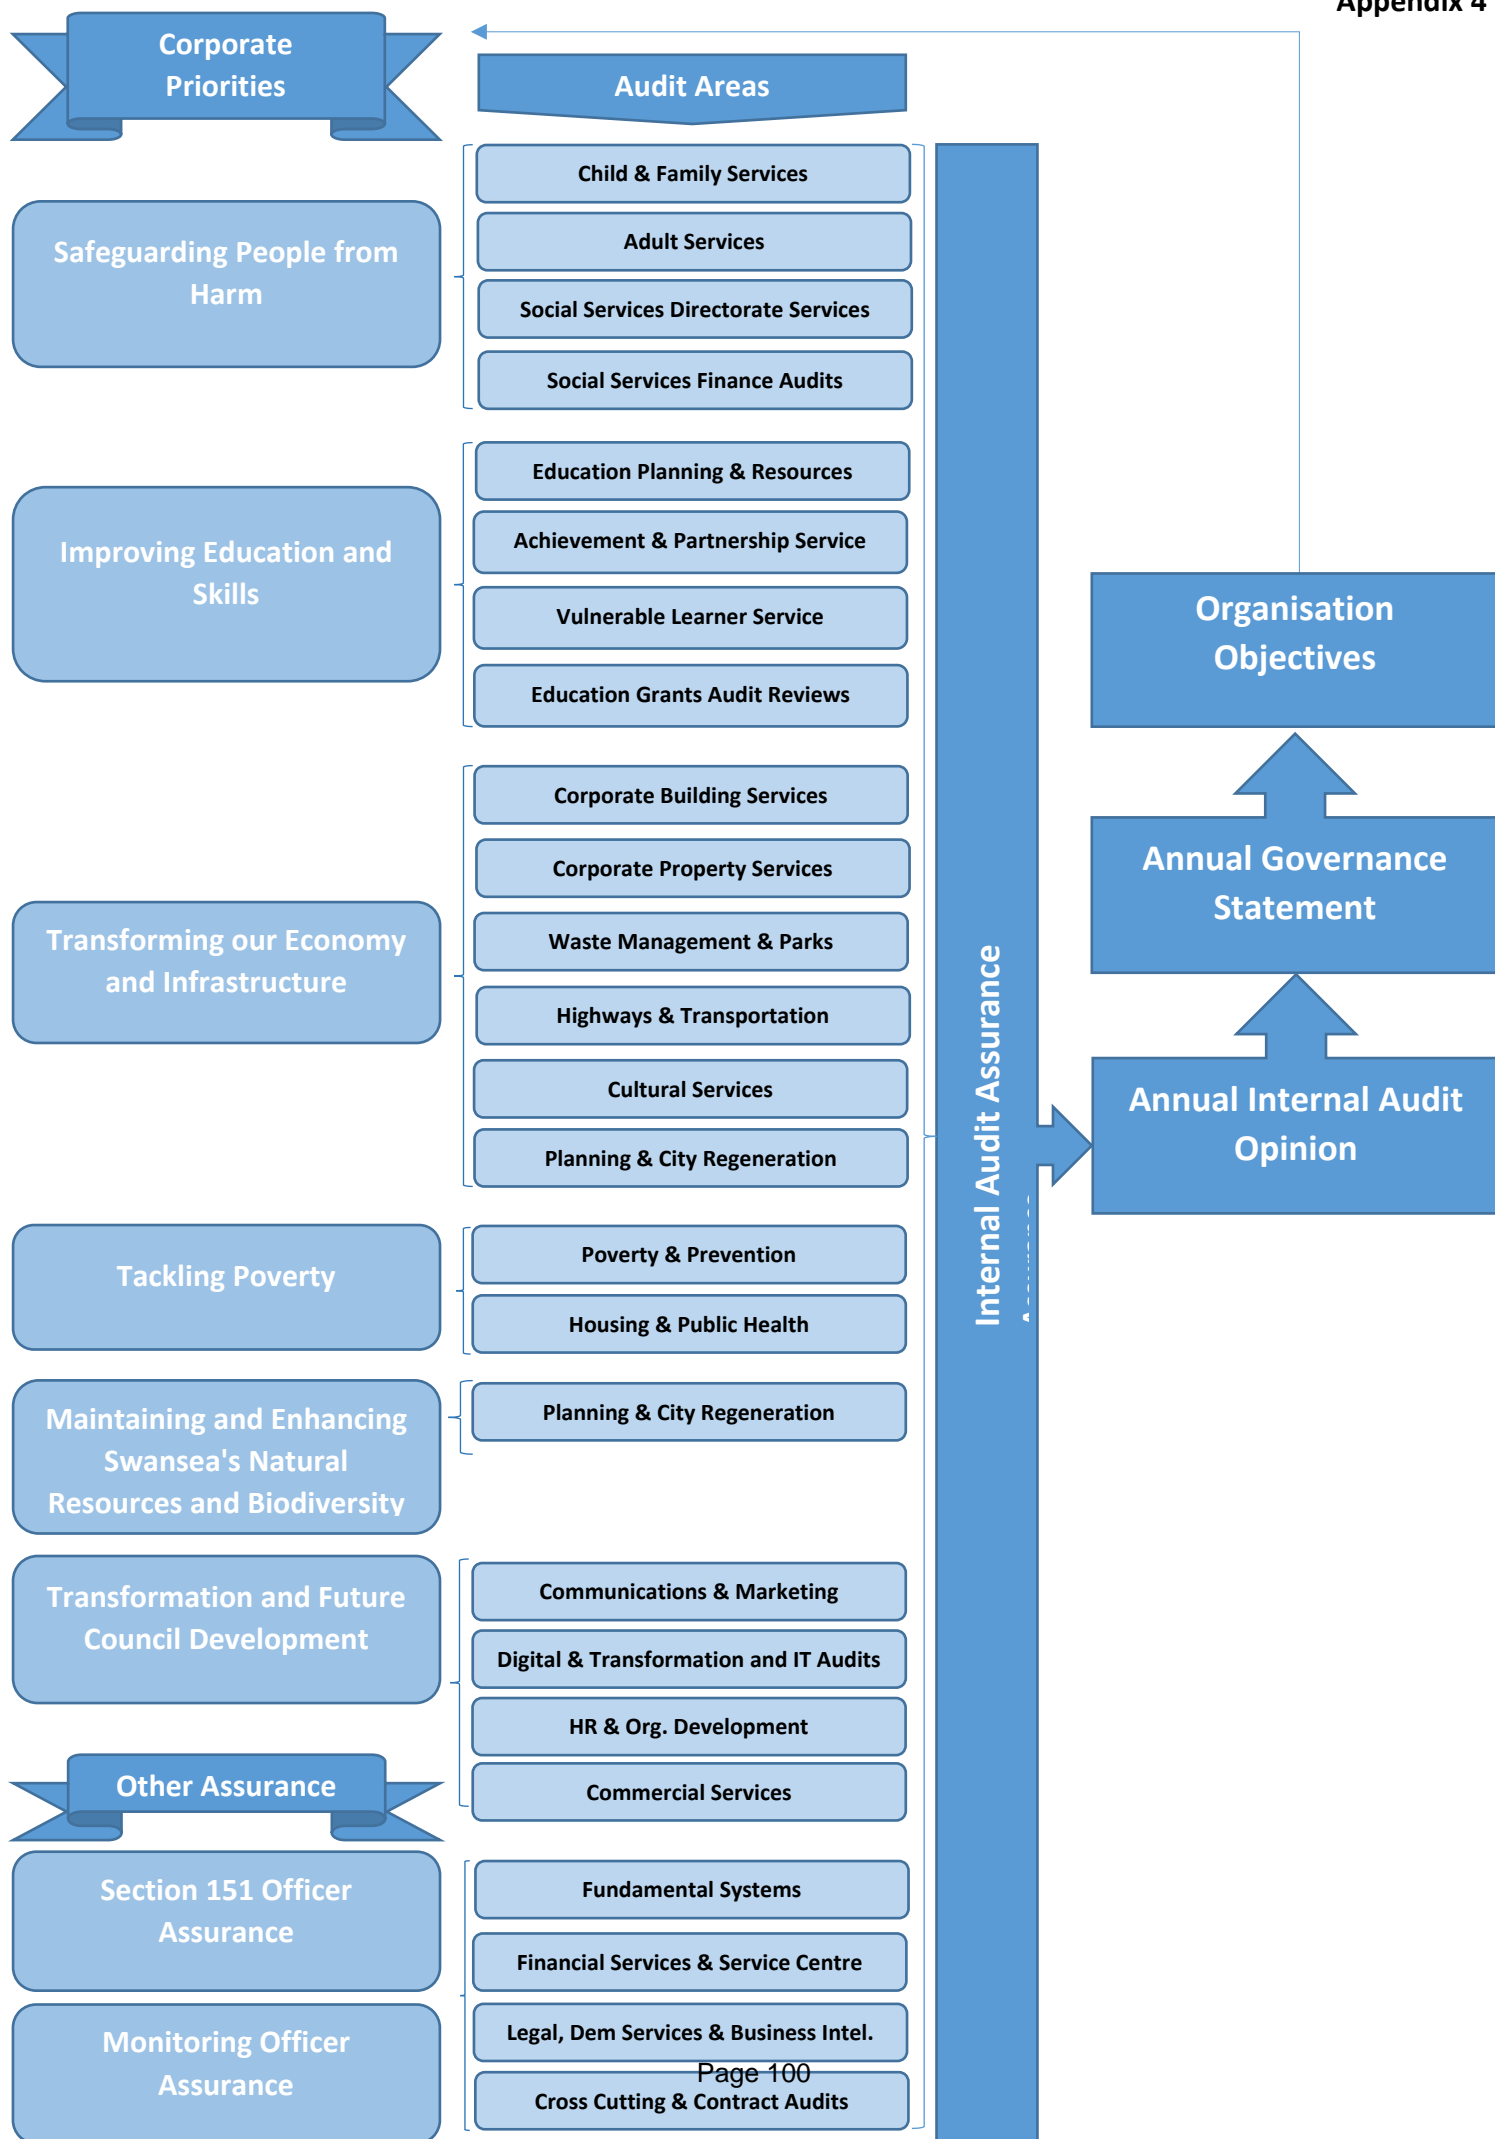 Appendix 4
Corporate
Priorities
Audit Areas
Safeguarding People from
Harm
Child & Family Services
Adult Services
Social Services Directorate Services
Social Services Finance Audits
Improving Education and
Skills
Education Planning & Resources
Achievement & Partnership Service
Vulnerable Learner Service
Education Grants Audit Reviews
Transforming our Economy
and Infrastructure
Corporate Building Services
Corporate Property Services
Waste Management & Parks
Highways & Transportation
Cultural Services
Planning & City Regeneration
Tackling Poverty
Poverty & Prevention
Housing & Public Health
Maintaining and Enhancing
Swansea's Natural
Resources and Biodiversity
Planning & City Regeneration
Transformation and Future
Council Development
Communications & Marketing
Digital & Transformation and IT Audits
HR & Org. Development
Commercial Services
Other Assurance
Section 151 Officer
Assurance
Monitoring Officer
Assurance
Fundamental Systems
Financial Services & Service Centre
Legal, Dem Services & Business Intel.
Cross Cutting & Contract Audits
Internal Audit Assurance
Organisation
Objectives
Annual Governance
Statement
Annual Internal Audit
Opinion
Page 100